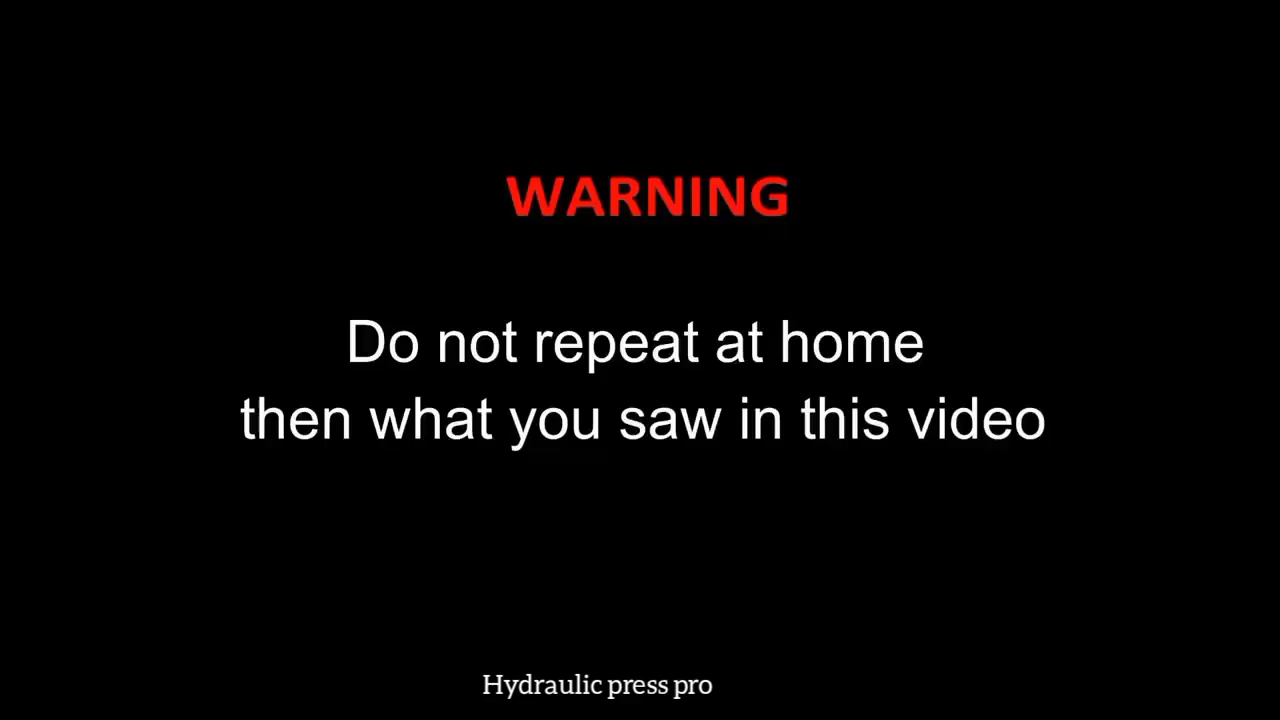 WARNING
Do not repeat at home
then what you saw in this video
Hydraulic press pro